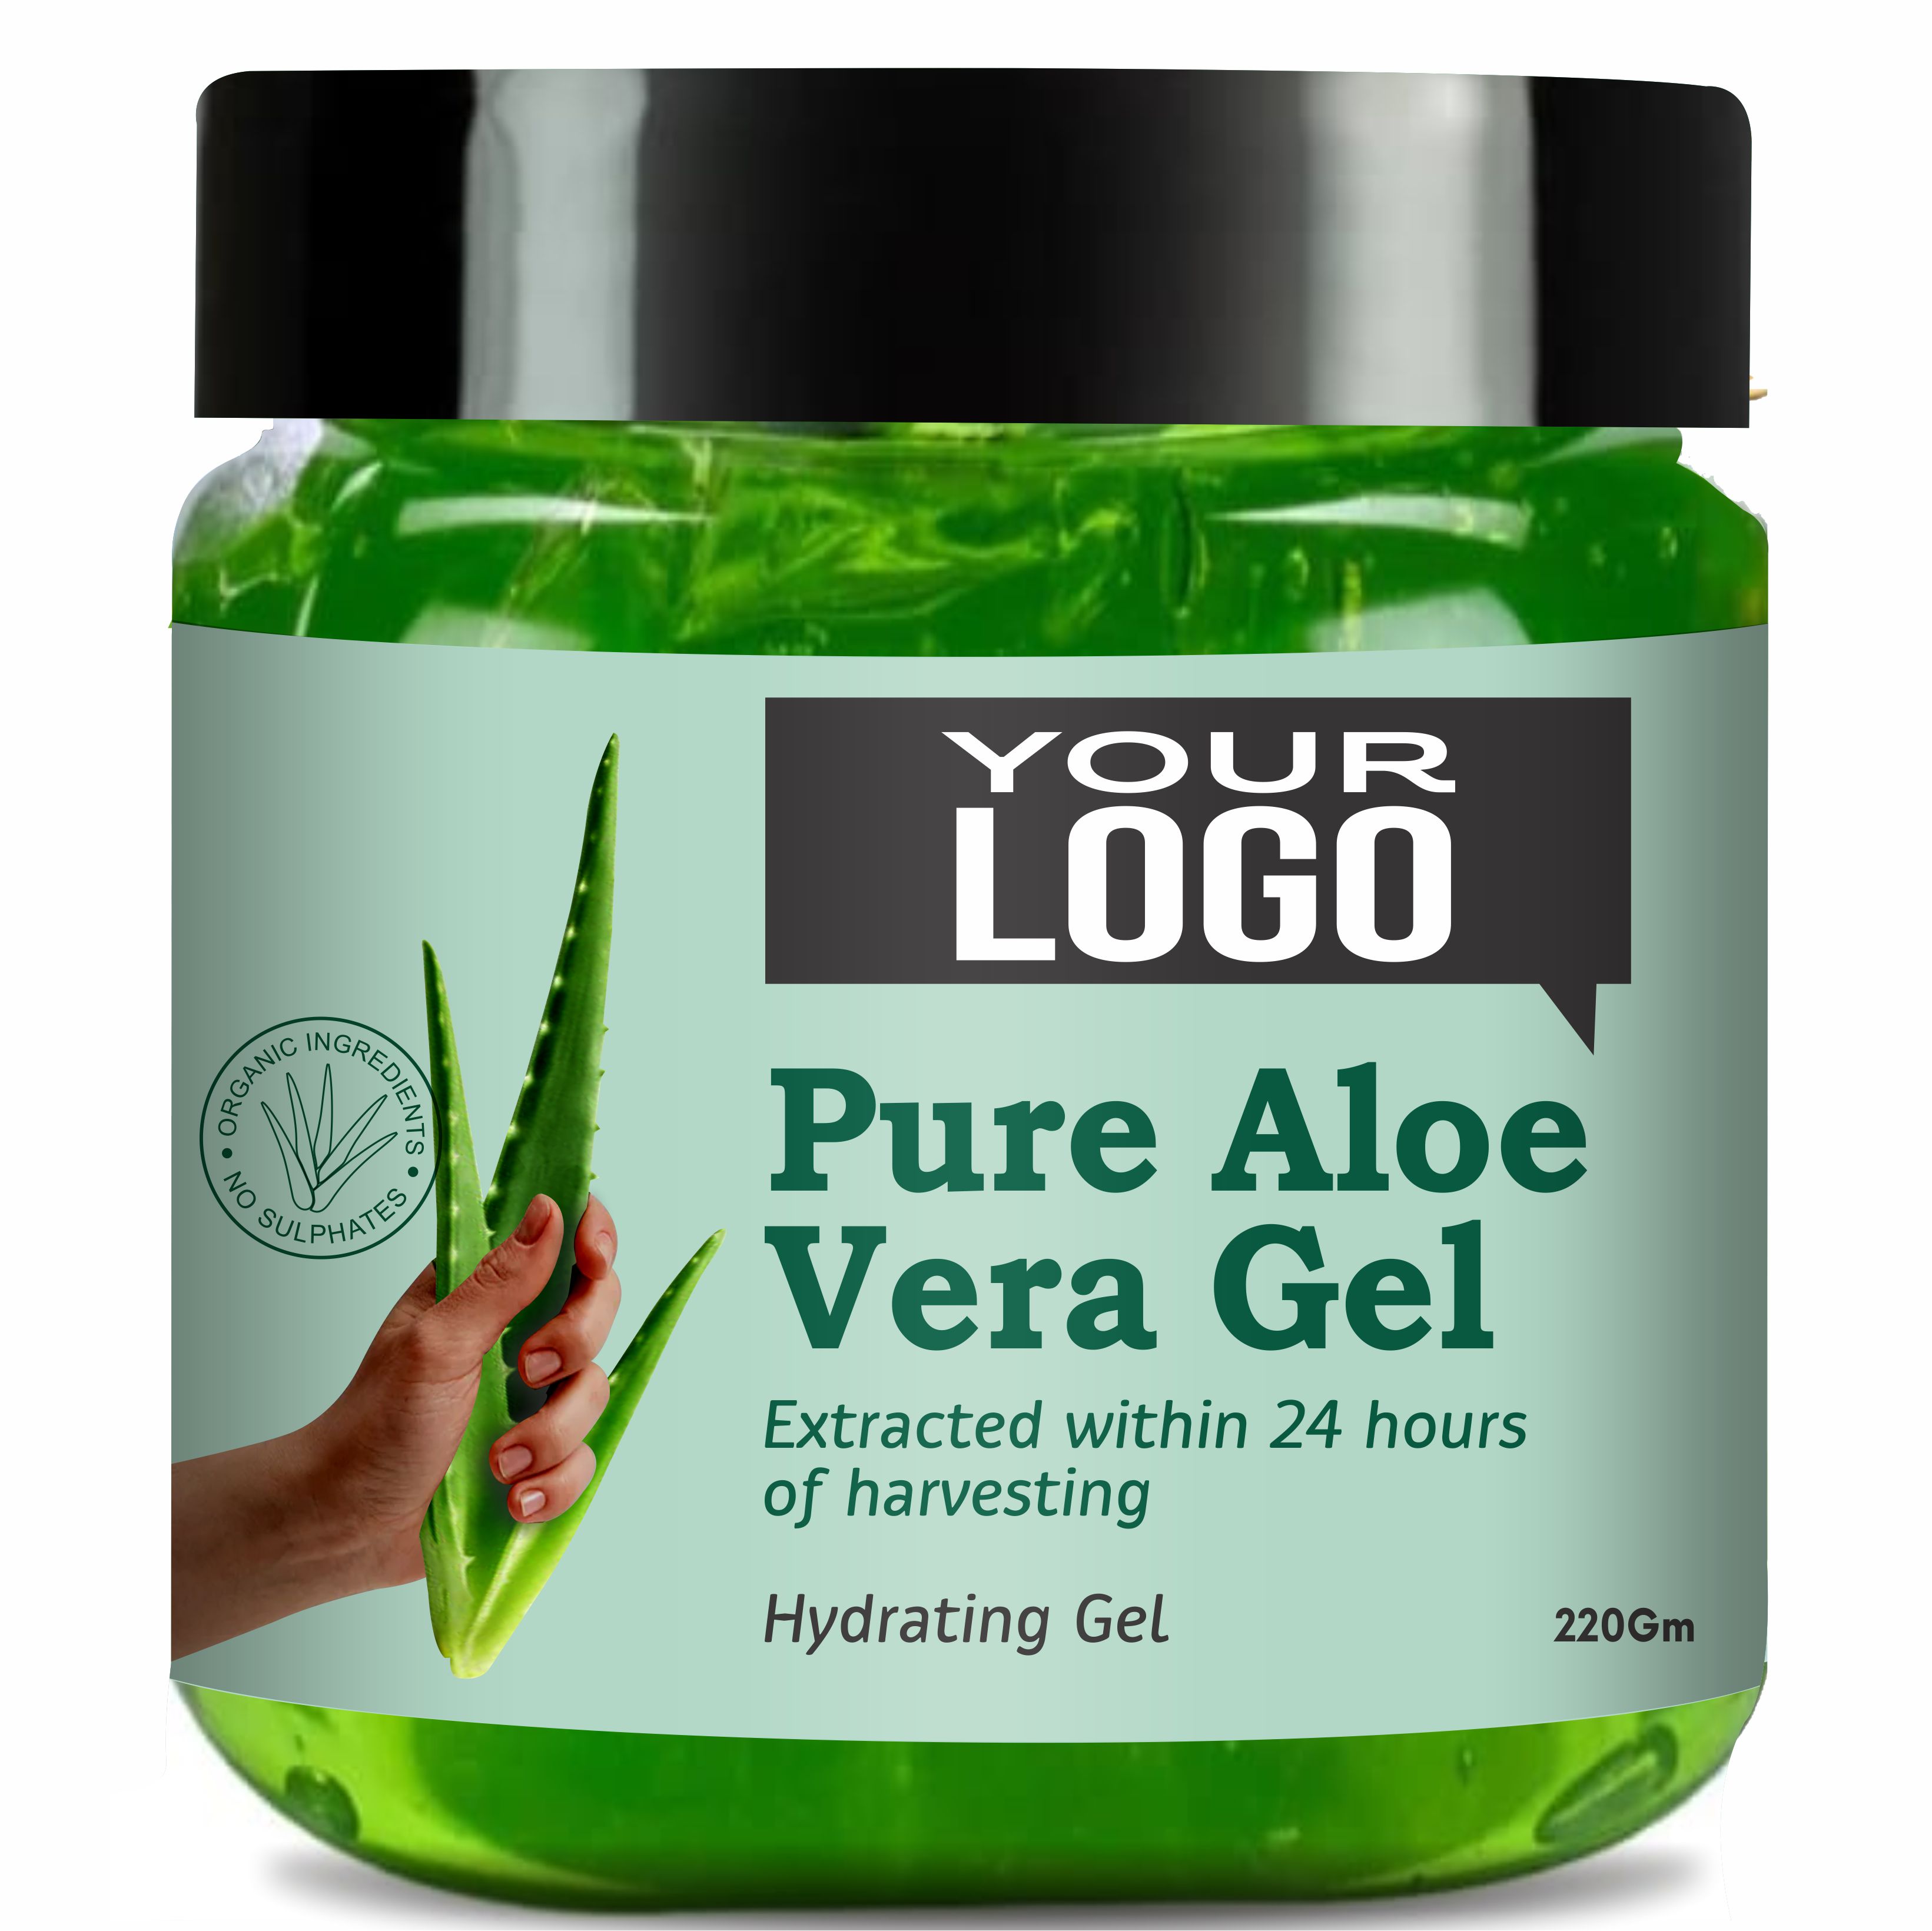 YOUR
LOGO
ORGANIC INGREDIENTS
NO SULPHATES
Pure Aloe
Vera Gel
Extracted within 24 hours
of harvesting
Hydrating Gel
220Gm